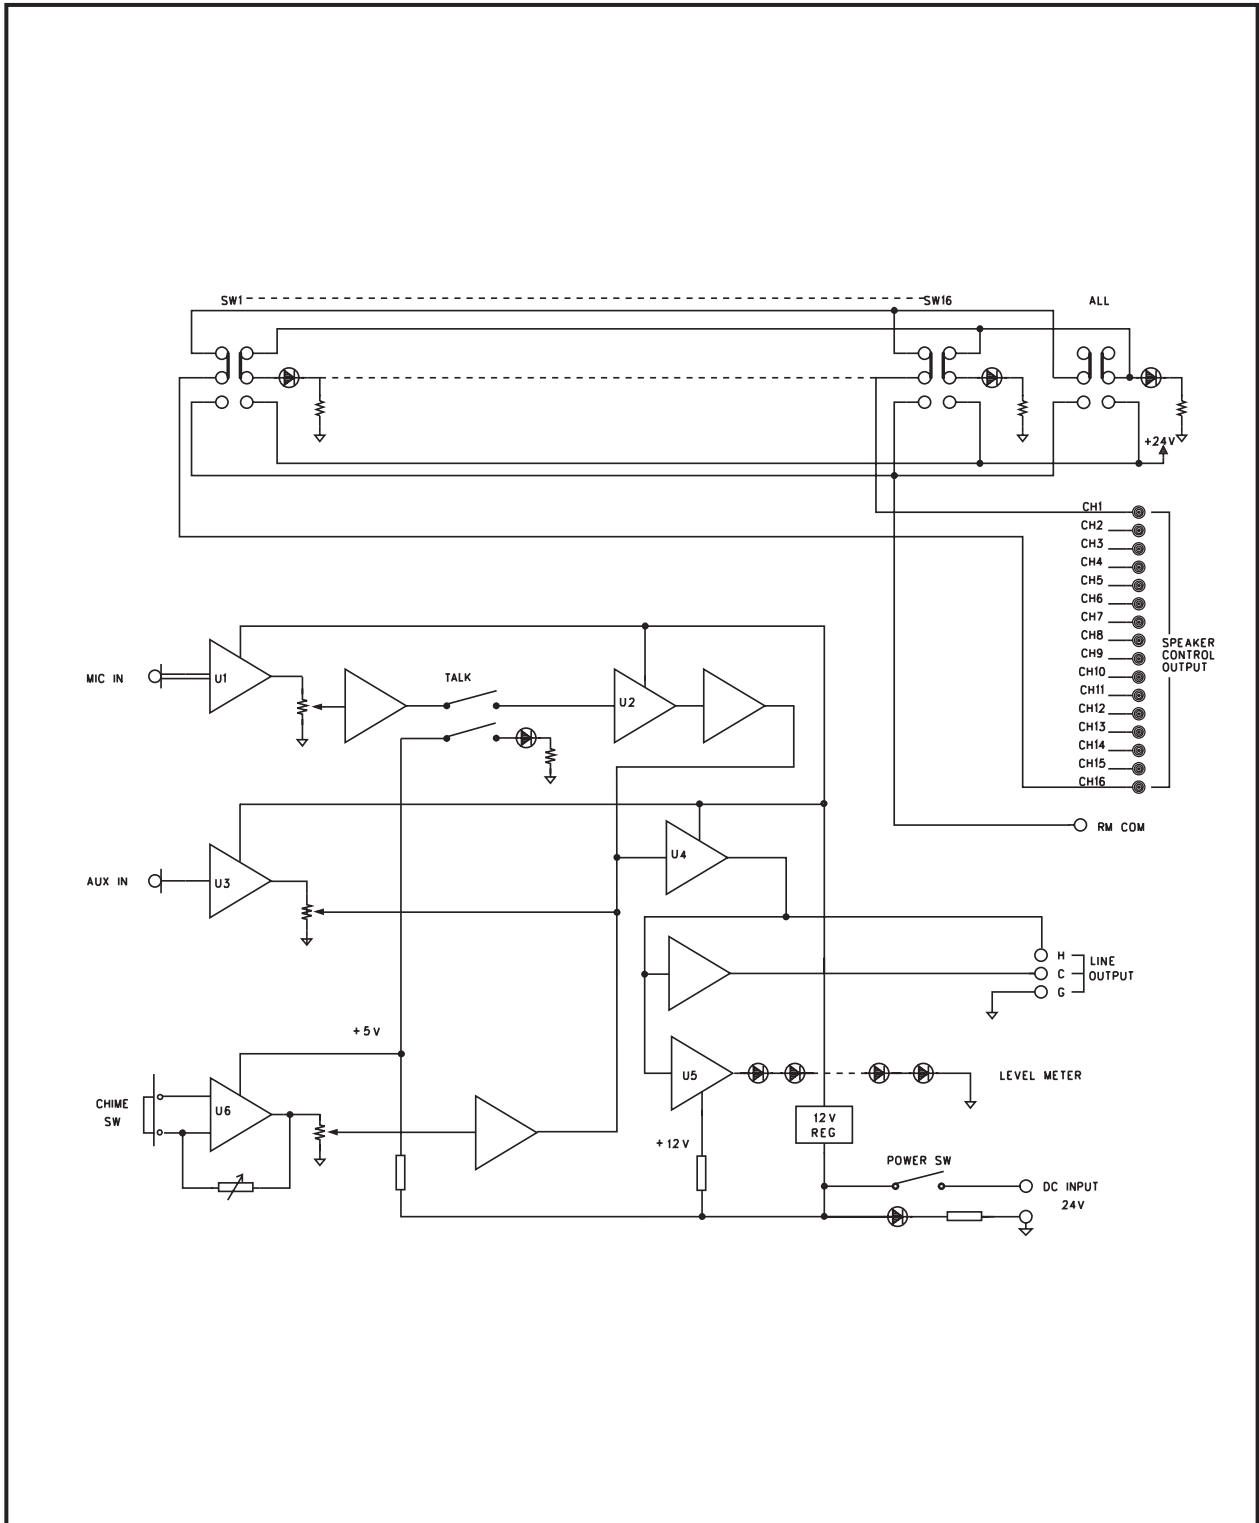 SW1
SW16
ALL
+24V
CH1
CH2
CH3
CH4
CH5
CH6
CH7
CH8
CH9
CH10
CH11
CH12
CH13
CH14
CH15
CH16
SPEAKER
CONTROL
OUTPUT
RM COM
MIC IN
U1
TALK
U2
AUX IN
U3
U4
H
C
G
LINE
OUTPUT
+5V
CHIME
SW
U6
U5
LEVEL METER
+12V
12V
REG
POWER SW
DC INPUT
24V